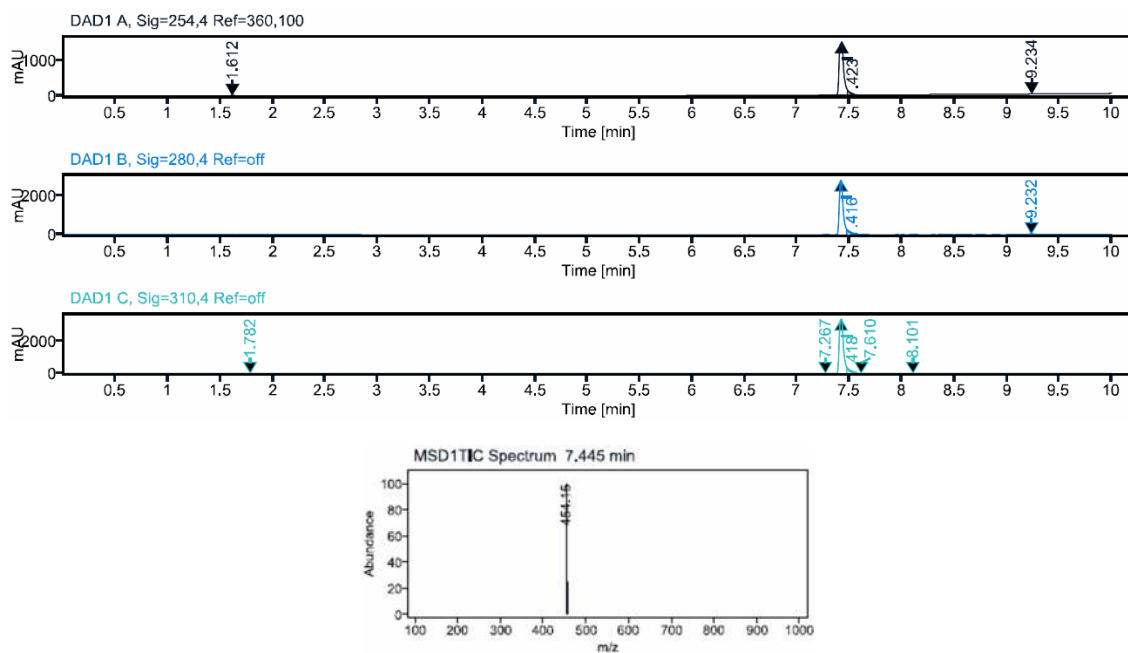 DAD1 A, Sig=254,4 Ref=360,100
mAU
1000
0
1.612
.423
9.234
0.5 1 1.5 2 2.5 3 3.5 4 4.5 5 5.5 6 6.5 7 7.5 8 8.5 9 9.5 10
Time [min]
DAD1 B, Sig=280,4 Ref=off
mAU
2000
0
.416
9.232
0.5 1 1.5 2 2.5 3 3.5 4 4.5 5 5.5 6 6.5 7 7.5 8 8.5 9 9.5 10
Time [min]
DAD1 C, Sig=310,4 Ref=off
mAU
2000
0
1.782
7.267
.418
7.610
8.101
0.5 1 1.5 2 2.5 3 3.5 4 4.5 5 5.5 6 6.5 7 7.5 8 8.5 9 9.5 10
Time [min]
MSD1TIC Spectrum 7.445 min
Abundance
100
80
60
40
20
0
454.15
100 200 300 400 500 600 700 800 900 1000
m/z